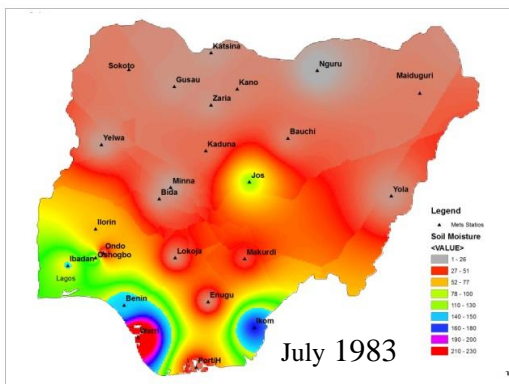 Katsina
Sokoto
Nguru
Gusau
Kano
Maiduguri
Zaria
Bauchi
Yelwa
Kaduna
Jos
Minna
Bida
Yola
Ilorin
Ondo
Oshogbo
Ibadan
Lokoja
Makurdi
Lagos
Benin
Enugu
Ikom
PortH
July 1983
Legend
Mets Statios
Soil Moisture
<VALUE>
1 - 26
27 - 51
52 - 77
78 - 100
110 - 130
140 - 150
160 - 180
190 - 200
210 - 230